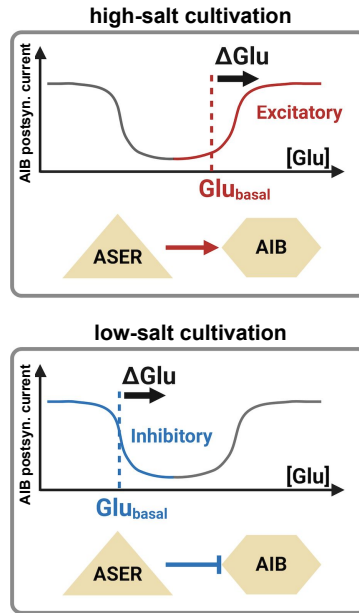 high-salt cultivation
AIB postsyn. current
ΔGlu
Excitatory
[Glu]
Glubasal
ASER
AIB
low-salt cultivation
AIB postsyn. current
ΔGlu
Inhibitory
[Glu]
Glubasal
ASER
AIB